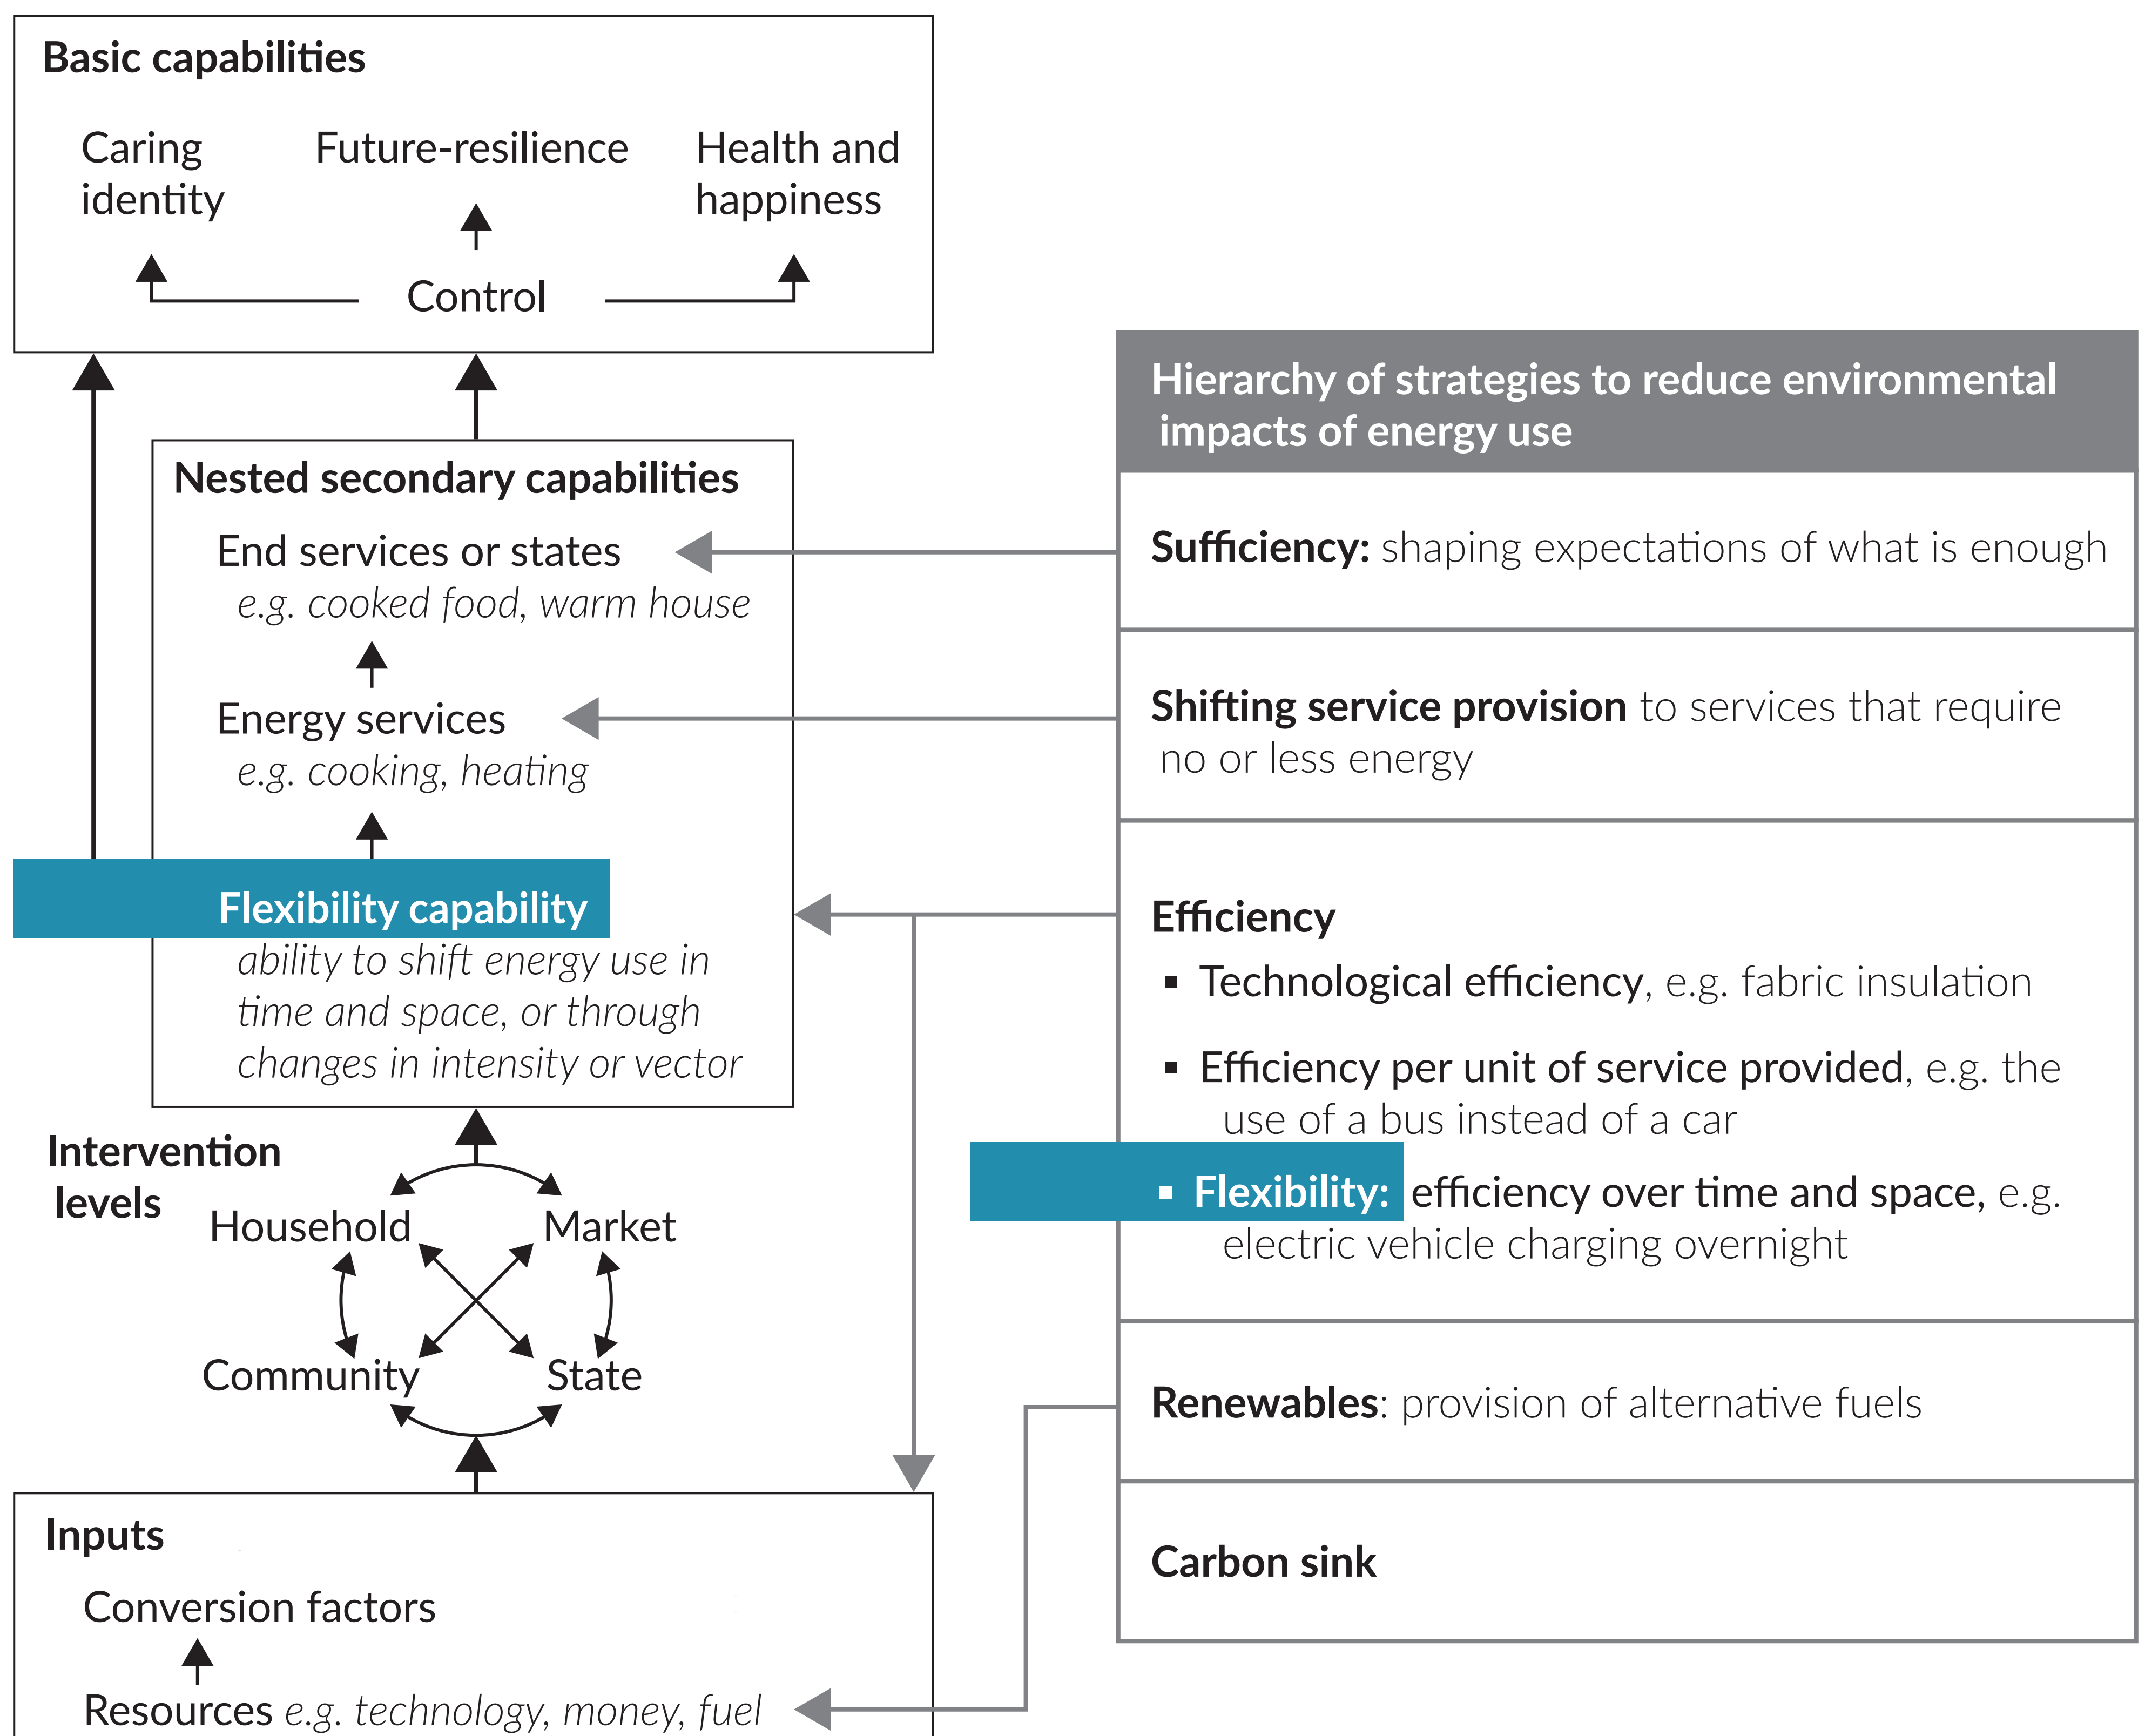 Basic capabilities
Caring
identity
Future-resilience
Health and
happiness
Control
Nested secondary capabilities
End services or states
e.g. cooked food, warm house
Energy services
e.g. cooking, heating
Flexibility capability
ability to shift energy use in
time and space, or through
changes in intensity or vector
Intervention
levels
Household
Market
Community
State
Inputs
Conversion factors
Resources e.g. technology, money, fuel
Hierarchy of strategies to reduce environmental
impacts of energy use
Sufficiency: shaping expectations of what is enough
Shifting service provision to services that require
no or less energy
Efficiency
▪ Technological efficiency, e.g. fabric insulation
▪ Efficiency per unit of service provided, e.g. the
use of a bus instead of a car
▪ Flexibility: efficiency over time and space, e.g.
electric vehicle charging overnight
Renewables: provision of alternative fuels
Carbon sink